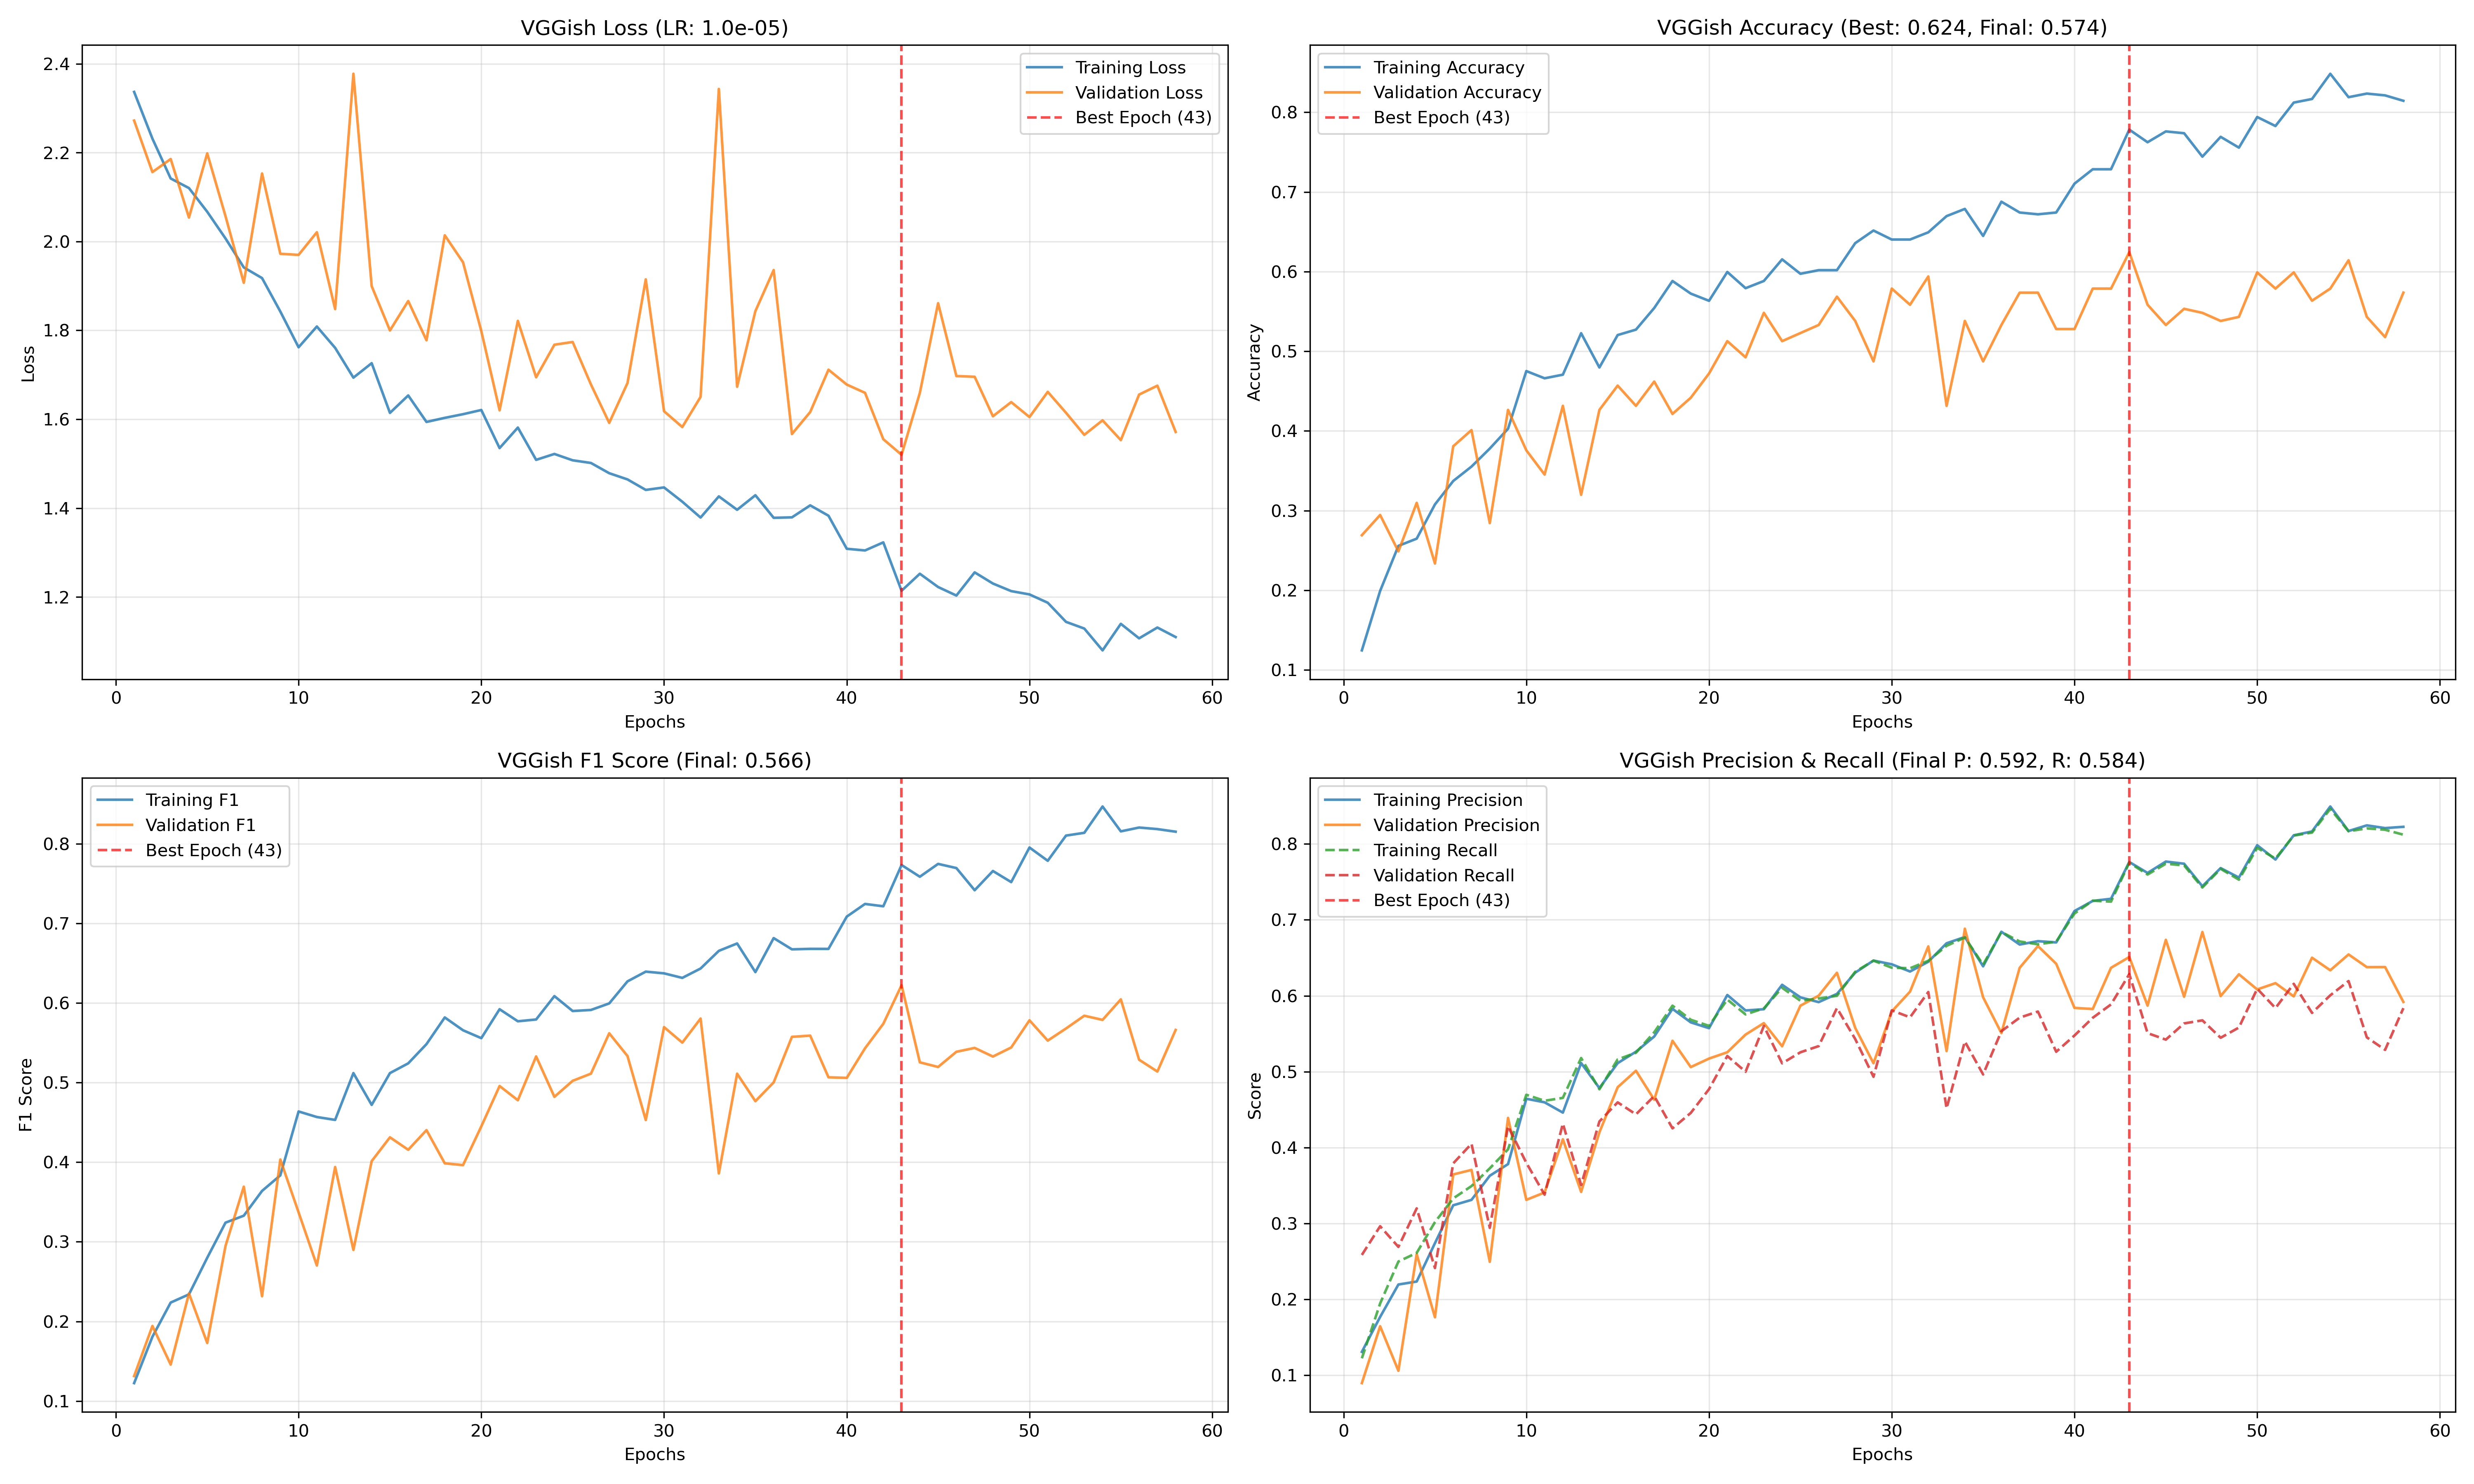 VGGish Loss (LR: 1.0e-05)
Training Loss
Validation Loss
Best Epoch (43)
2.4
2.2
2.0
1.8
1.6
1.4
1.2
Loss
0 10 20 30 40 50 60
Epochs
VGGish Accuracy (Best: 0.624, Final: 0.574)
Training Accuracy
Validation Accuracy
Best Epoch (43)
0.8
0.7
0.6
0.5
0.4
0.3
0.2
0.1
Accuracy
0 10 20 30 40 50 60
Epochs
VGGish F1 Score (Final: 0.566)
Training F1
Validation F1
Best Epoch (43)
0.8
0.7
0.6
0.5
0.4
0.3
0.2
0.1
F1 Score
0 10 20 30 40 50 60
Epochs
VGGish Precision & Recall (Final P: 0.592, R: 0.584)
Training Precision
Validation Precision
Training Recall
Validation Recall
Best Epoch (43)
0.8
0.7
0.6
0.5
0.4
0.3
0.2
0.1
Score
0 10 20 30 40 50 60
Epochs